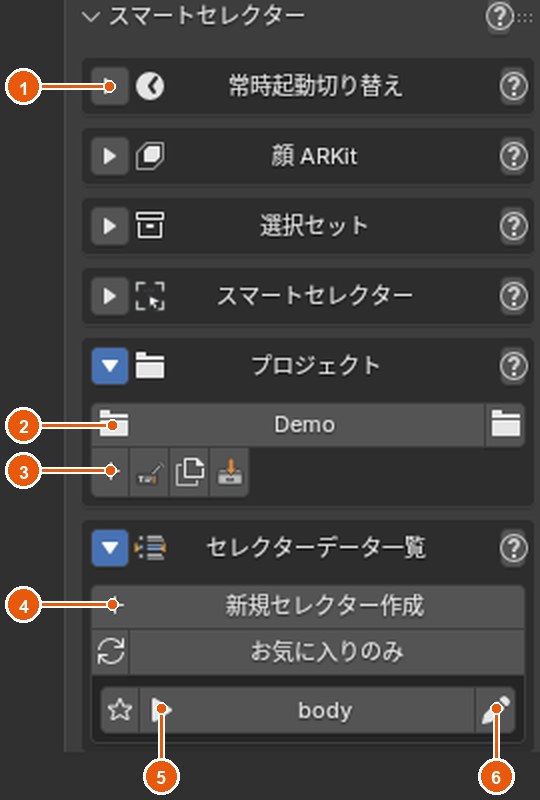 スマートセレクター
1 常時起動切り替え
顔 ARKit
選択セット
スマートセレクター
プロジェクト
2 Demo
3
セレクターデータ一覧
4 新規セレクター作成
お気に入りのみ
body
5 6